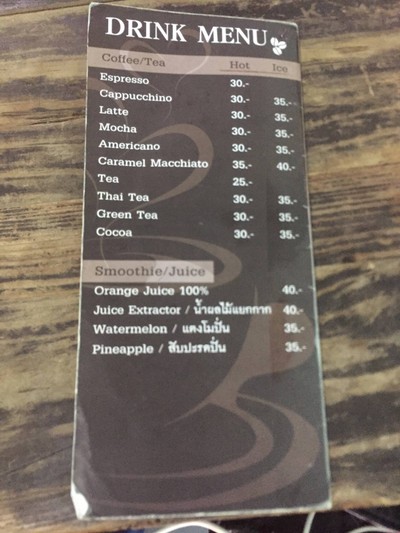 DRINK MENU
Coffee/Tea Hot Ice
Espresso 30.-
Cappucchino 30.- 35.-
Latte 30.- 35.-
Mocha 30.- 35.-
Americano 30.- 35.-
Caramel Macchiato 35.- 40.-
Tea 25.-
Thai Tea 30.- 35.-
Green Tea 30.- 35.-
Cocoa 30.- 35.-
Smoothie/Juice
Orange Juice 100% 40.-
Juice Extractor / น้ำผลไม้แยกกาก 40.-
Watermelon / แตงโมปั่น 35.-
Pineapple / สับปะรดปั่น 35.-